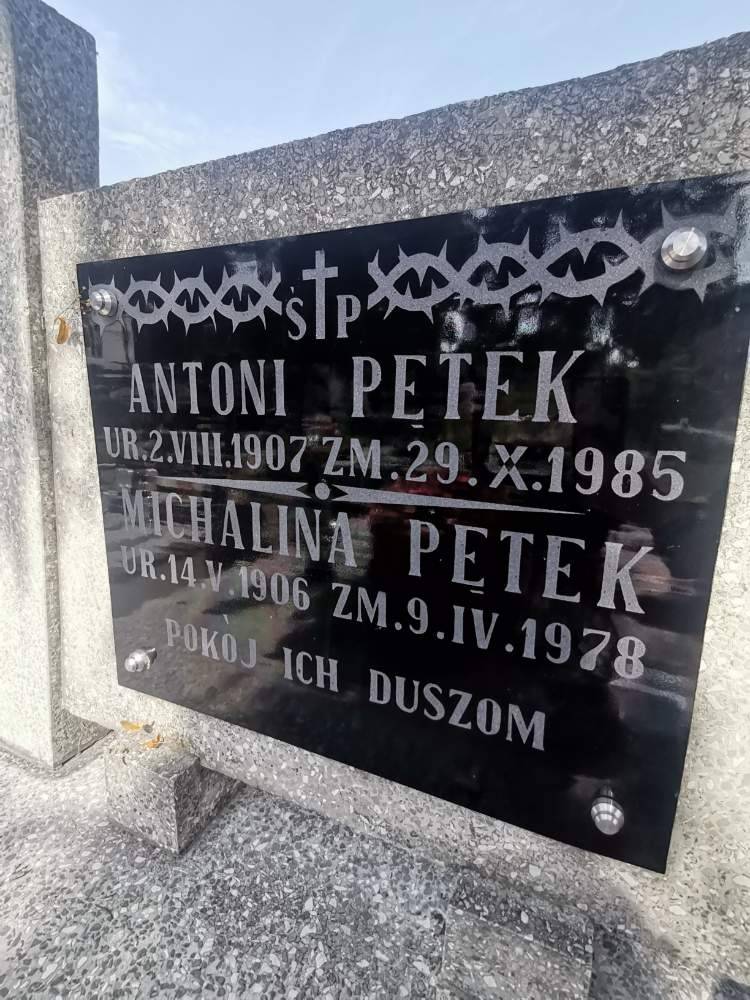 Ś P
ANTONI PĘTEK
UR.2.VIII.1907 ZM.29.X.1985
MICHALINA PĘTEK
UR.14.V.1906 ZM.9.IV.1978
POKÓJ ICH DUSZOM